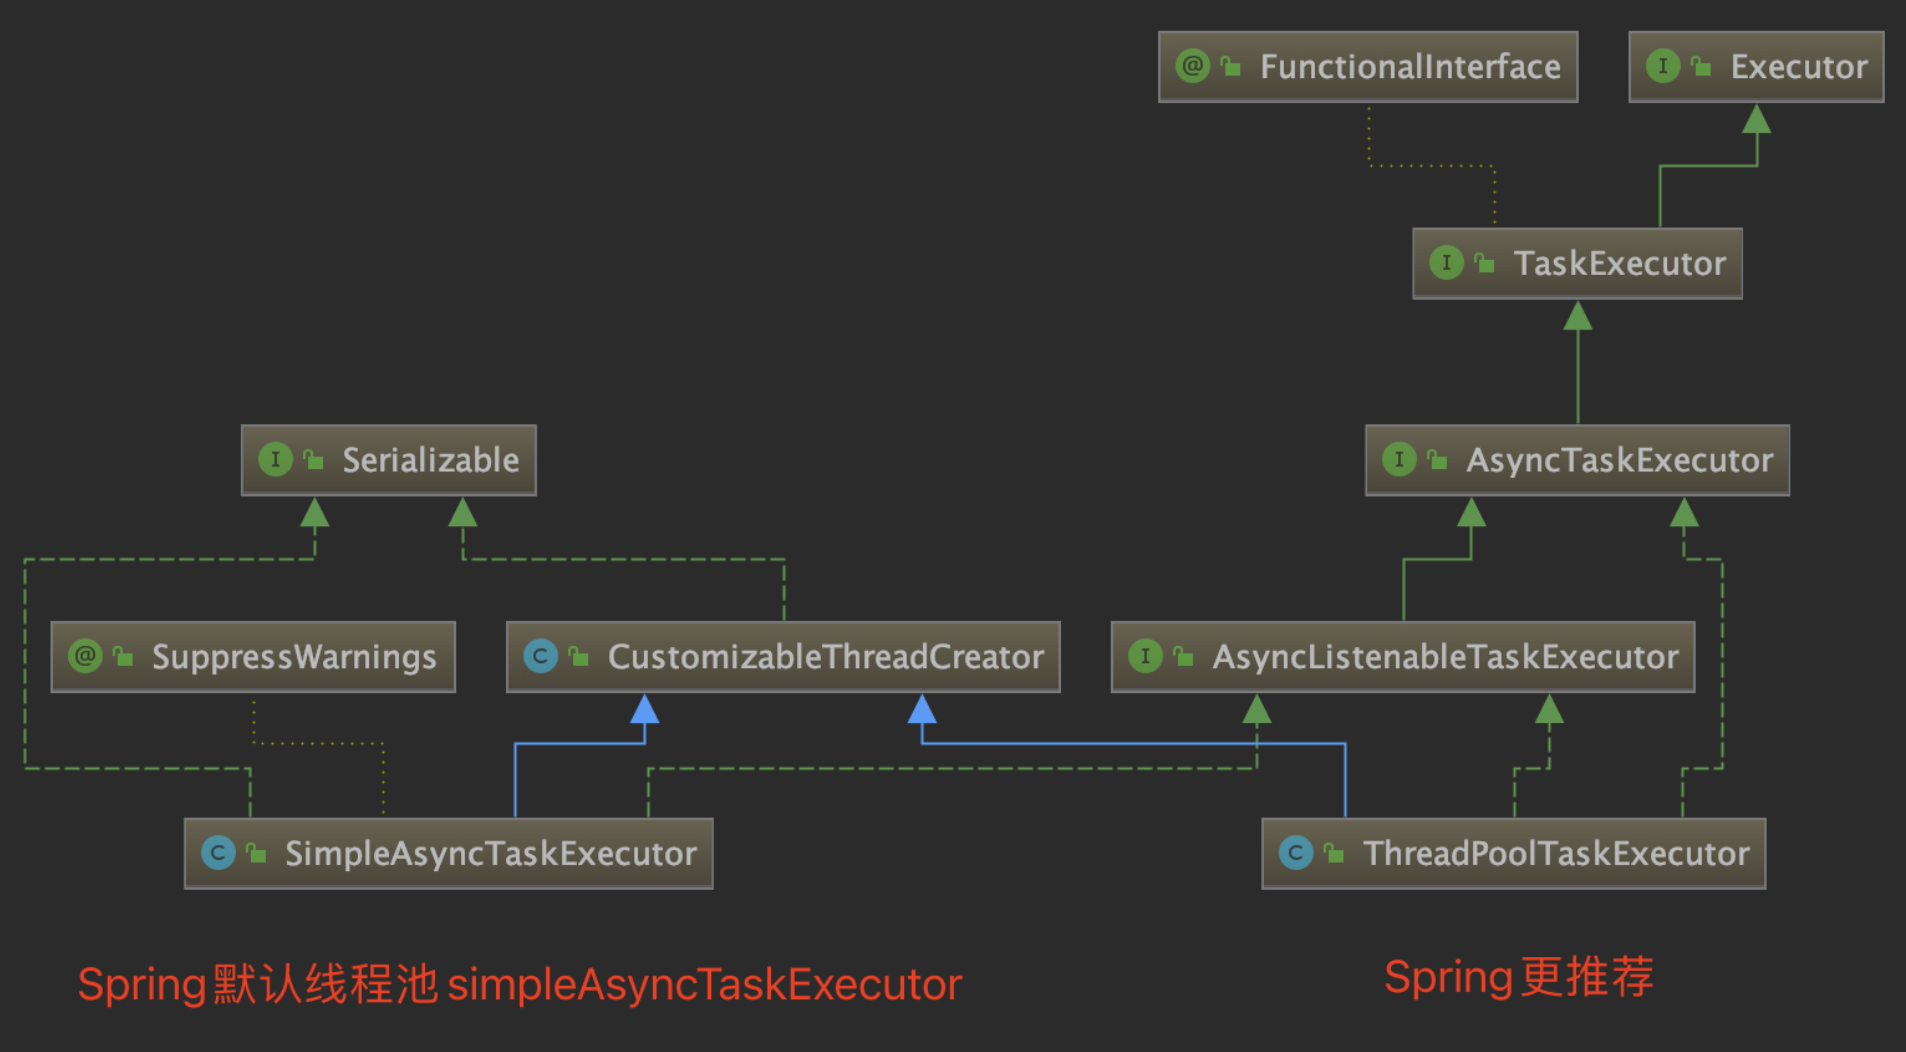 FunctionalInterface
Executor
TaskExecutor
Serializable
AsyncTaskExecutor
SuppressWarnings
CustomizableThreadCreator
AsyncListenableTaskExecutor
SimpleAsyncTaskExecutor
ThreadPoolTaskExecutor
Spring默认线程池 simpleAsyncTaskExecutor
Spring更推荐